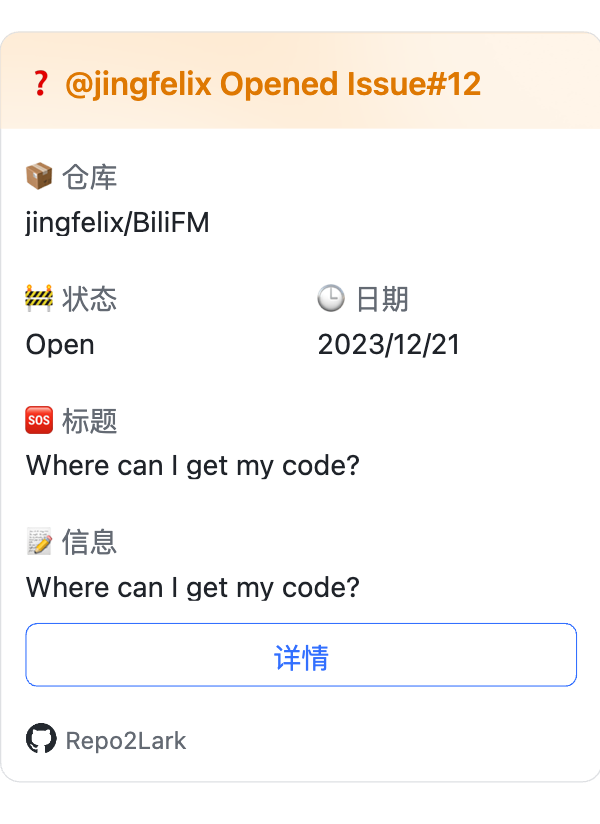 ❓ @jingfelix Opened Issue#12
📦 仓库
jingfelix/BiliFM
🚧 状态
🕒 日期
Open
2023/12/21
🆘 标题
Where can I get my code?
📝 信息
Where can I get my code?
详情
Repo2Lark